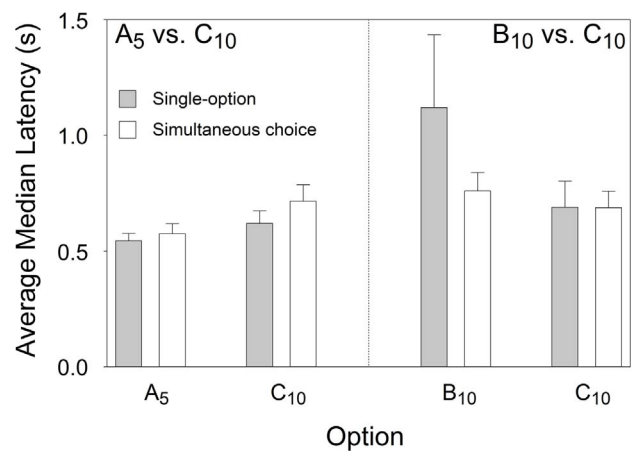 A5 vs. C10
B10 vs. C10
Single-option
Simultaneous choice
Average Median Latency (s)
1.5
1.0
0.5
0.0
A5
C10
B10
C10
Option